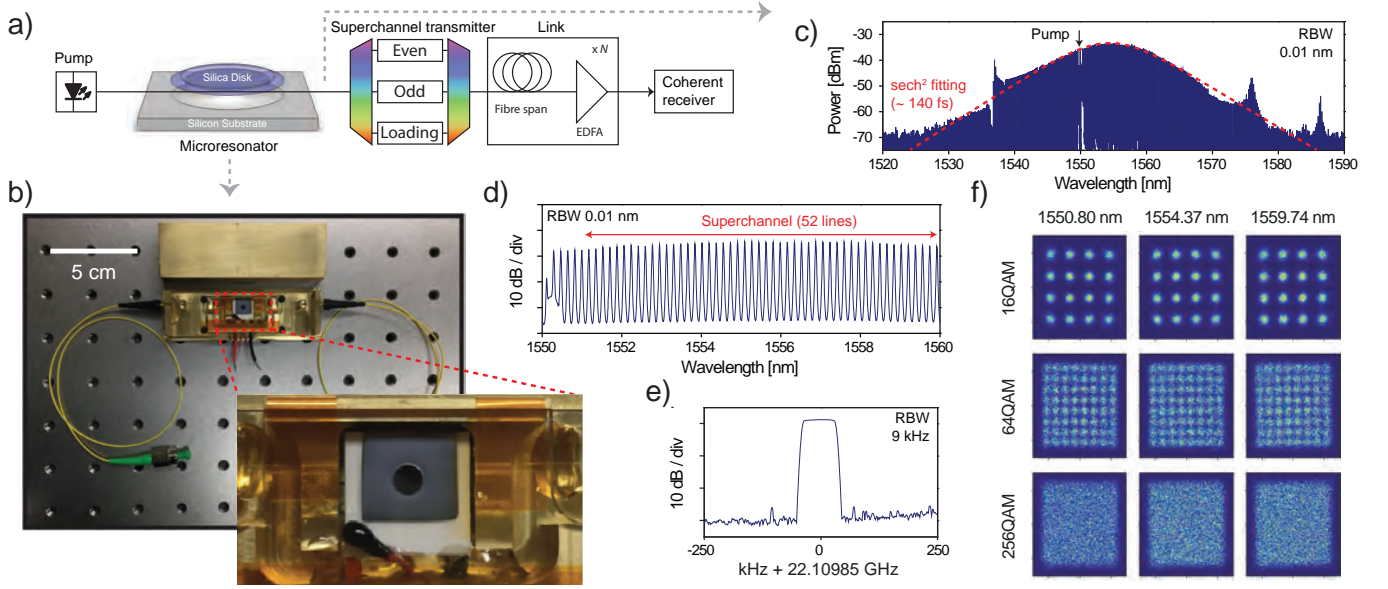 a)
Pump
Silica Disk
Silicon Substrate
Microresonator
Superchannel transmitter
Even
Odd
Loading
Link
x N
Fibre span
EDFA
Coherent
receiver
b)
5 cm
c)
Pump
RBW
0.01 nm
sech² fitting
(~ 140 fs)
Power [dBm]
-30
-40
-50
-60
-70
1520
1530
1540
1550
1560
1570
1580
1590
Wavelength [nm]
d)
RBW 0.01 nm
Superchannel (52 lines)
10 dB / div
1550
1552
1554
1556
1558
1560
Wavelength [nm]
e)
RBW
9 kHz
10 dB / div
-250
0
250
kHz + 22.10985 GHz
f)
1550.80 nm
1554.37 nm
1559.74 nm
16QAM
64QAM
256QAM